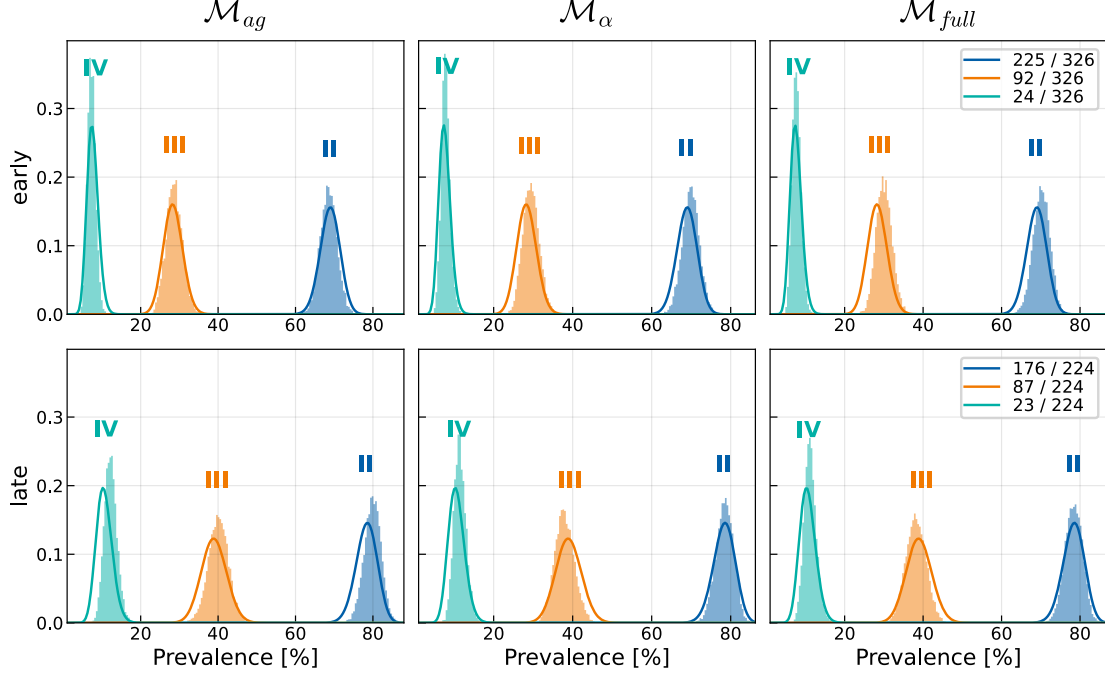 ℳ_ag ℳ_α ℳ_full
early
0.3
0.2
0.1
0.0
IV III II
20 40 60 80
IV III II
20 40 60 80
IV III II
225 / 326
92 / 326
24 / 326
20 40 60 80
late
0.3
0.2
0.1
0.0
IV III II
20 40 60 80
Prevalence [%]
IV III II
20 40 60 80
Prevalence [%]
IV III II
176 / 224
87 / 224
23 / 224
20 40 60 80
Prevalence [%]